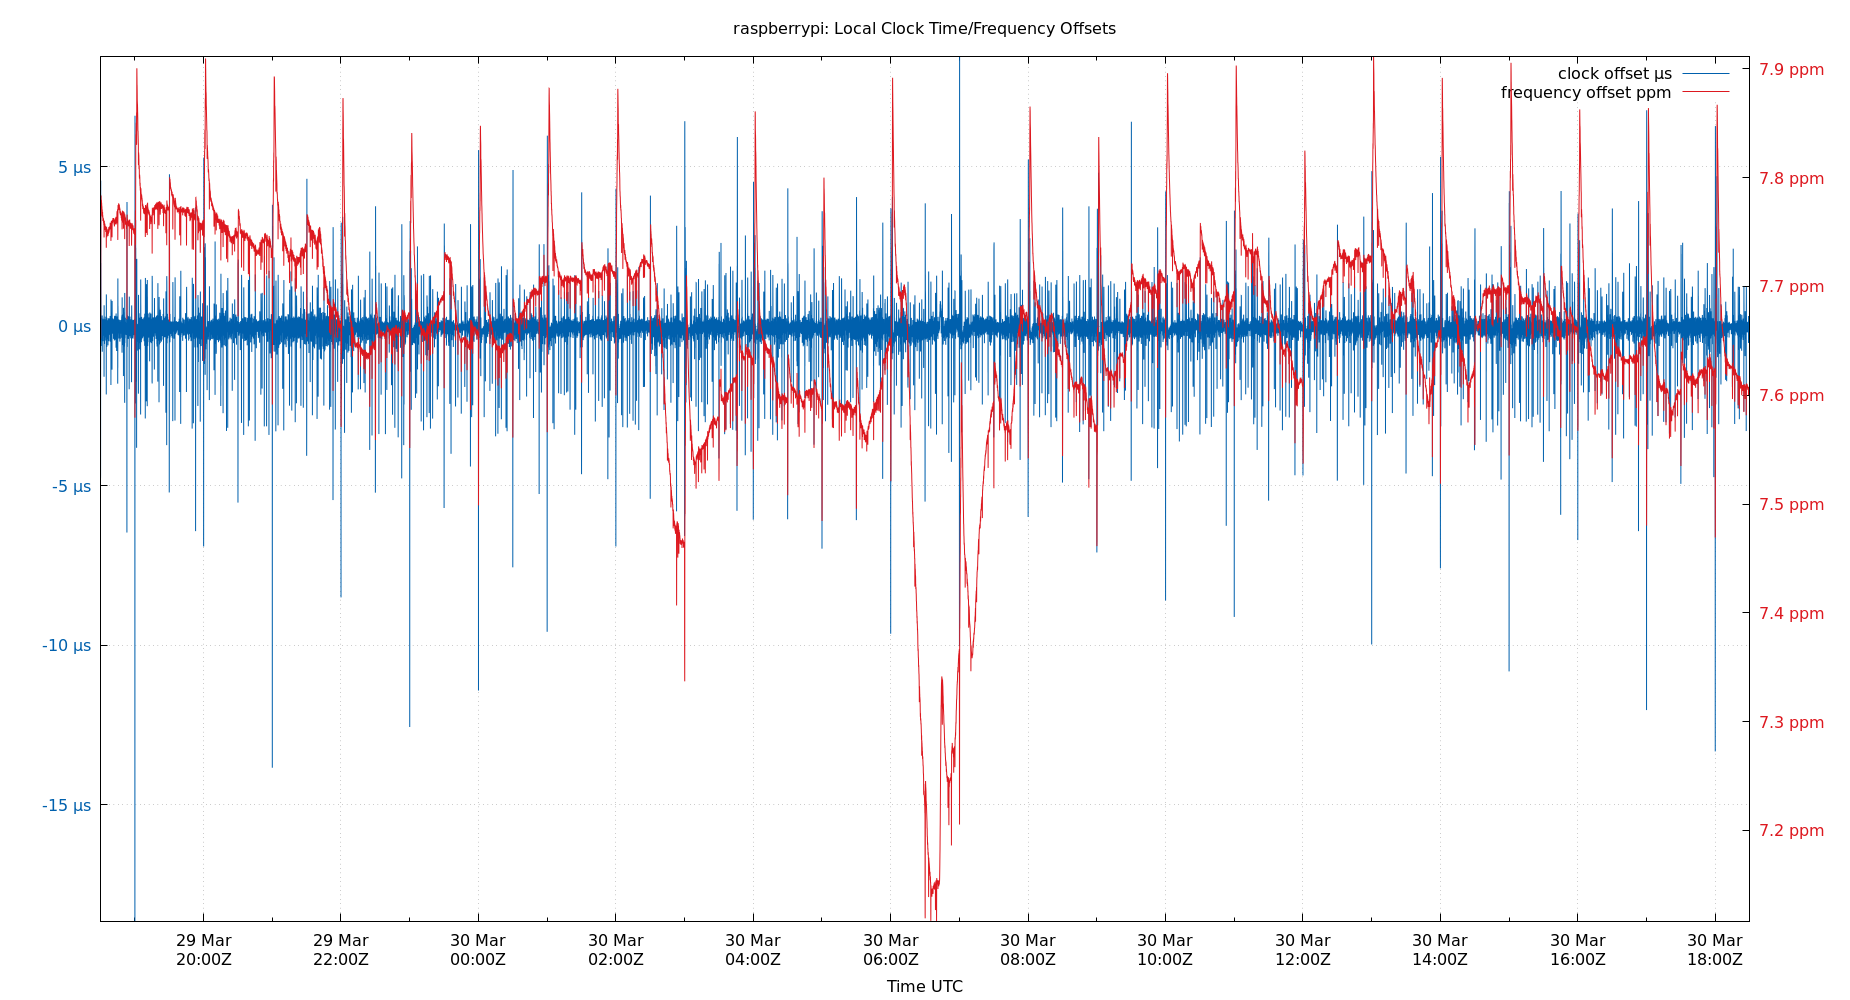 raspberrypi: Local Clock Time/Frequency Offsets
clock offset µs
frequency offset ppm
5 µs
0 µs
-5 µs
-10 µs
-15 µs
7.9 ppm
7.8 ppm
7.7 ppm
7.6 ppm
7.5 ppm
7.4 ppm
7.3 ppm
7.2 ppm
29 Mar 29 Mar 30 Mar 30 Mar 30 Mar 30 Mar 30 Mar 30 Mar 30 Mar 30 Mar 30 Mar 30 Mar
20:00Z 22:00Z 00:00Z 02:00Z 04:00Z 06:00Z 08:00Z 10:00Z 12:00Z 14:00Z 16:00Z 18:00Z
Time UTC